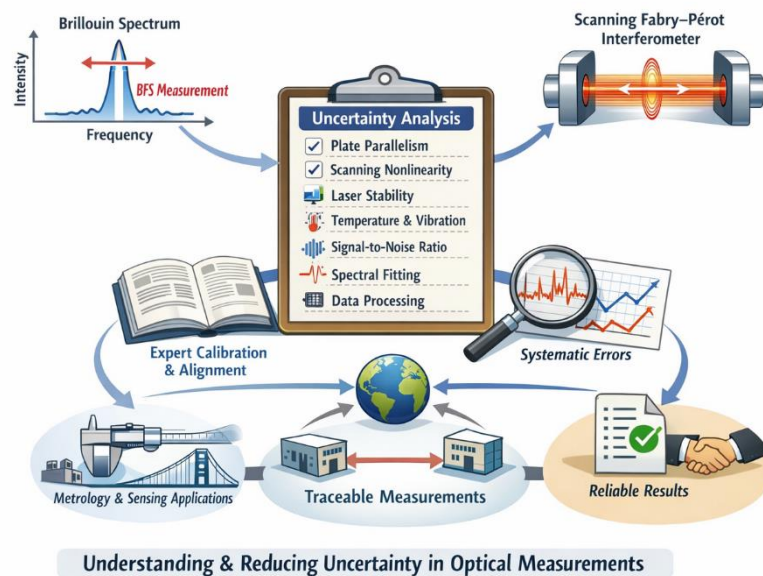 Brillouin Spectrum
Intensity
BFS Measurement
Frequency
Scanning Fabry–Pérot
Interferometer
Uncertainty Analysis
Plate Parallelism
Scanning Nonlinearity
Laser Stability
Temperature & Vibration
Signal-to-Noise Ratio
Spectral Fitting
Data Processing
Expert Calibration
& Alignment
Systematic Errors
Metrology & Sensing Applications
Traceable Measurements
Reliable Results
Understanding & Reducing Uncertainty in Optical Measurements